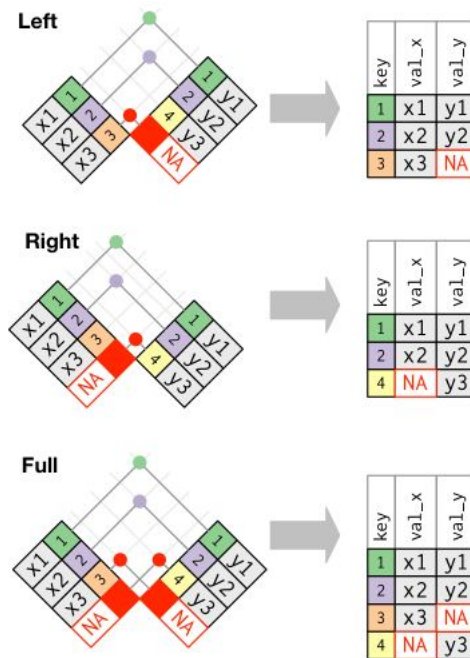 Left
1 2 3
x1 x2 x3
1 2 4
y1 y2 y3
NA
key val_x val_y
1 x1 y1
2 x2 y2
3 x3 NA
Right
1 2 3
x1 x2 x3
NA
1 2 4
y1 y2 y3
key val_x val_y
1 x1 y1
2 x2 y2
4 NA y3
Full
1 2 3
x1 x2 x3
NA
1 2 4
y1 y2 y3
NA
key val_x val_y
1 x1 y1
2 x2 y2
3 x3 NA
4 NA y3